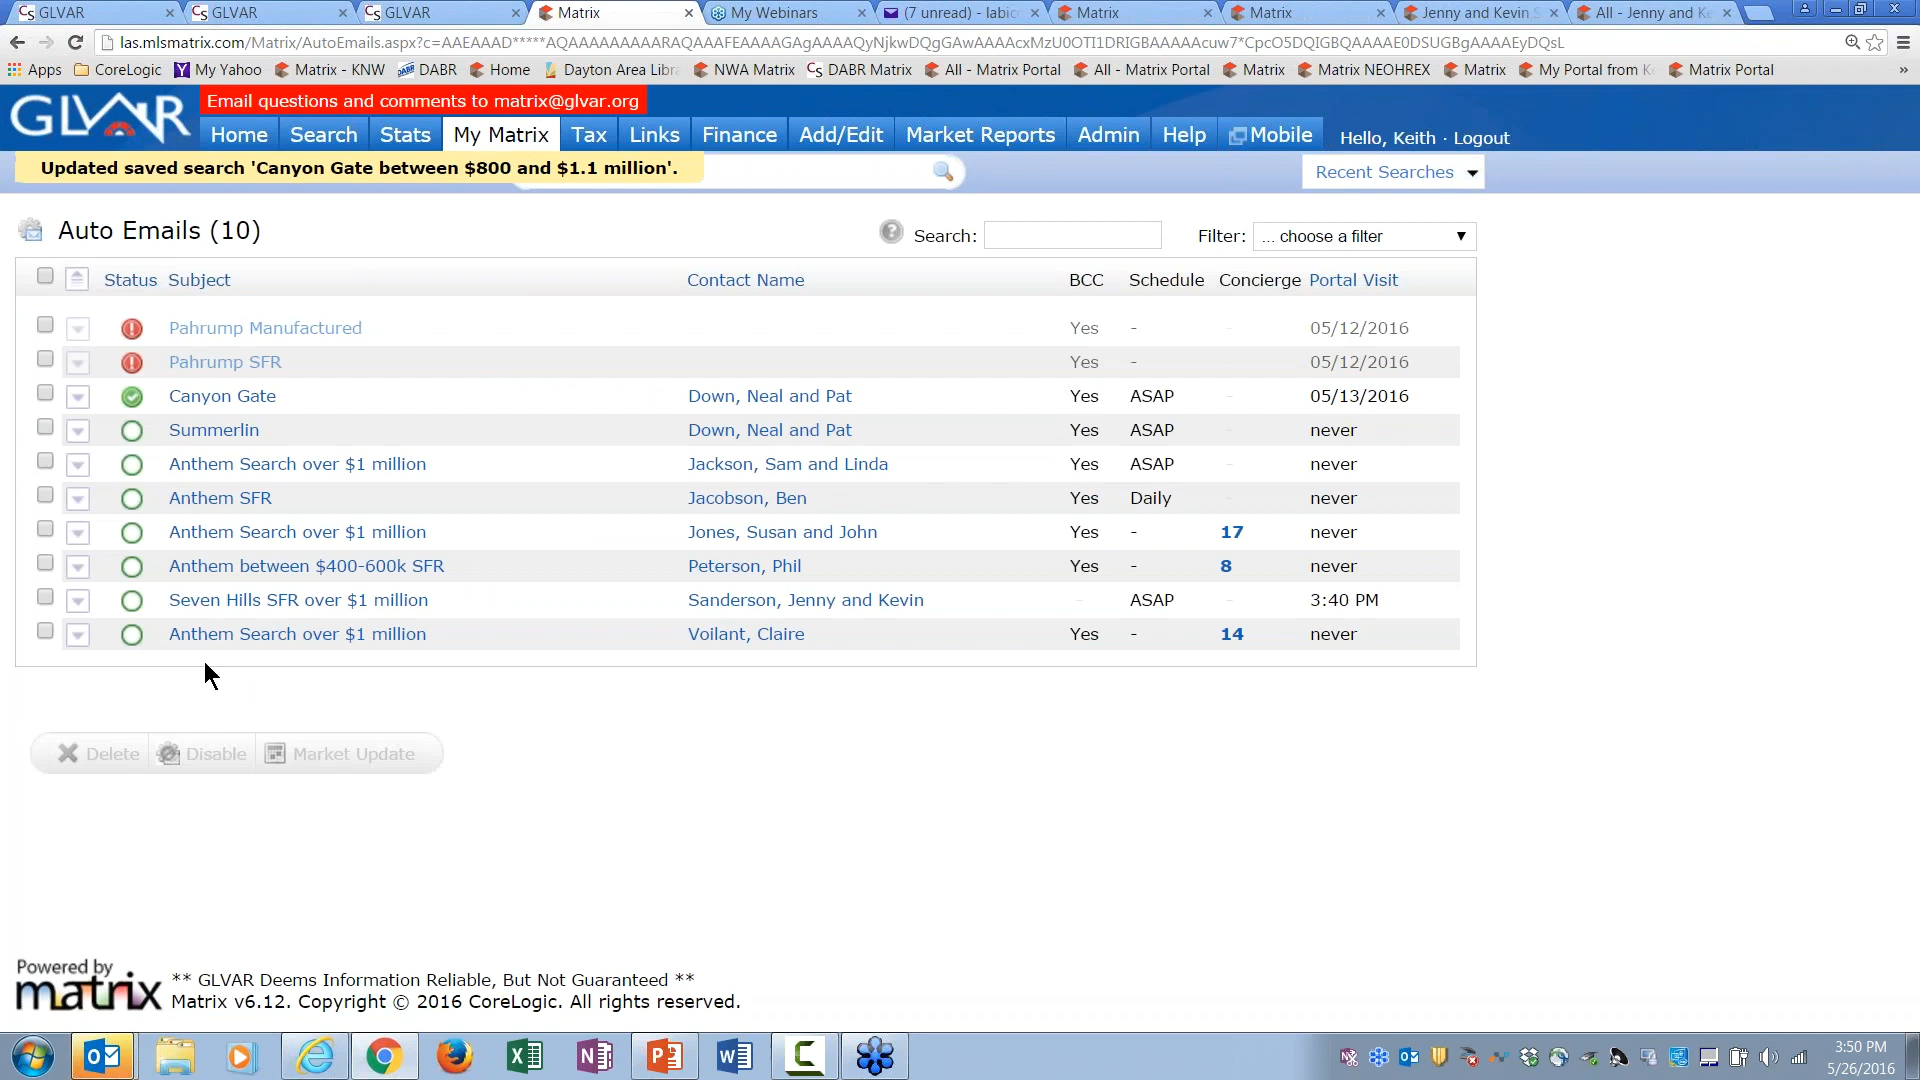 GLVAR
GLVAR
GLVAR
Matrix
My Webinars
(7 unread) - labic
Matrix
Matrix
Jenny and Kevin S
All - Jenny and Ke
las.mlsmatrix.com/Matrix/AutoEmails.aspx?c=AAEAAAD*****AQAAAAAAAAARAQAAAFEAAAAGAgAAAAQyNjkwDQgGAwAAAAcxMzU0OTI1DRIGBAAAAAcuw7*CpcO5DQIGBQAAAAE0DSUGBgAAAAEyDQsL
Apps CoreLogic My Yahoo Matrix - KNW DABR Home Dayton Area Libra NWA Matrix DABR Matrix All - Matrix Portal All - Matrix Portal Matrix Matrix NEOHREX Matrix My Portal from K Matrix Portal »
GLVAR
Email questions and comments to matrix@glvar.org
Home Search Stats My Matrix Tax Links Finance Add/Edit Market Reports Admin Help Mobile Hello, Keith · Logout
Updated saved search 'Canyon Gate between $800 and $1.1 million'.
Recent Searches
Auto Emails (10)
Search:
Filter: ... choose a filter
Status Subject Contact Name BCC Schedule Concierge Portal Visit
Pahrump Manufactured Yes - - 05/12/2016
Pahrump SFR Yes - - 05/12/2016
Canyon Gate Down, Neal and Pat Yes ASAP - 05/13/2016
Summerlin Down, Neal and Pat Yes ASAP - never
Anthem Search over $1 million Jackson, Sam and Linda Yes ASAP - never
Anthem SFR Jacobson, Ben Yes Daily - never
Anthem Search over $1 million Jones, Susan and John Yes - 17 never
Anthem between $400-600k SFR Peterson, Phil Yes - 8 never
Seven Hills SFR over $1 million Sanderson, Jenny and Kevin - ASAP - 3:40 PM
Anthem Search over $1 million Voilant, Claire Yes - 14 never
Delete Disable Market Update
Powered by
matrix
** GLVAR Deems Information Reliable, But Not Guaranteed **
Matrix v6.12. Copyright © 2016 CoreLogic. All rights reserved.
3:50 PM
5/26/2016